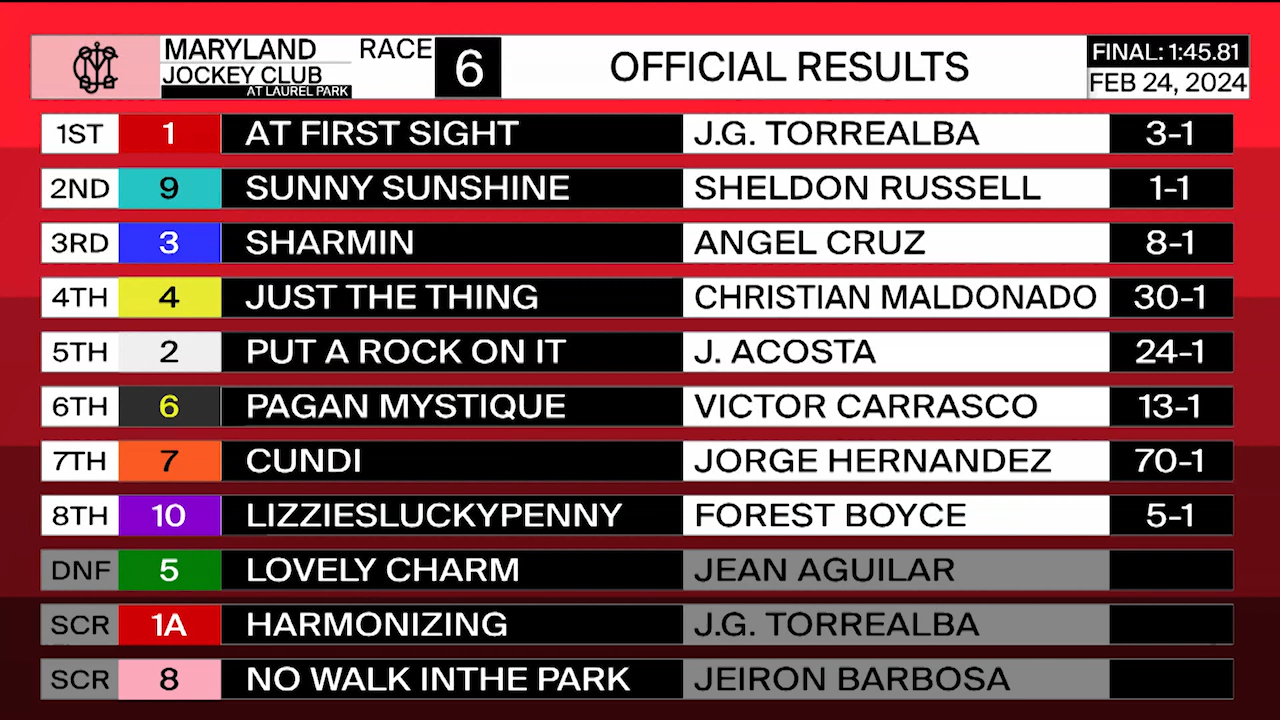 MARYLAND
JOCKEY CLUB
AT LAUREL PARK
RACE 6
OFFICIAL RESULTS
FINAL: 1:45.81
FEB 24, 2024
1ST 1 AT FIRST SIGHT J.G. TORREALBA 3-1
2ND 9 SUNNY SUNSHINE SHELDON RUSSELL 1-1
3RD 3 SHARMIN ANGEL CRUZ 8-1
4TH 4 JUST THE THING CHRISTIAN MALDONADO 30-1
5TH 2 PUT A ROCK ON IT J. ACOSTA 24-1
6TH 6 PAGAN MYSTIQUE VICTOR CARRASCO 13-1
7TH 7 CUNDI JORGE HERNANDEZ 70-1
8TH 10 LIZZIESLUCKYPENNY FOREST BOYCE 5-1
DNF 5 LOVELY CHARM JEAN AGUILAR
SCR 1A HARMONIZING J.G. TORREALBA
SCR 8 NO WALK INTHE PARK JEIRON BARBOSA